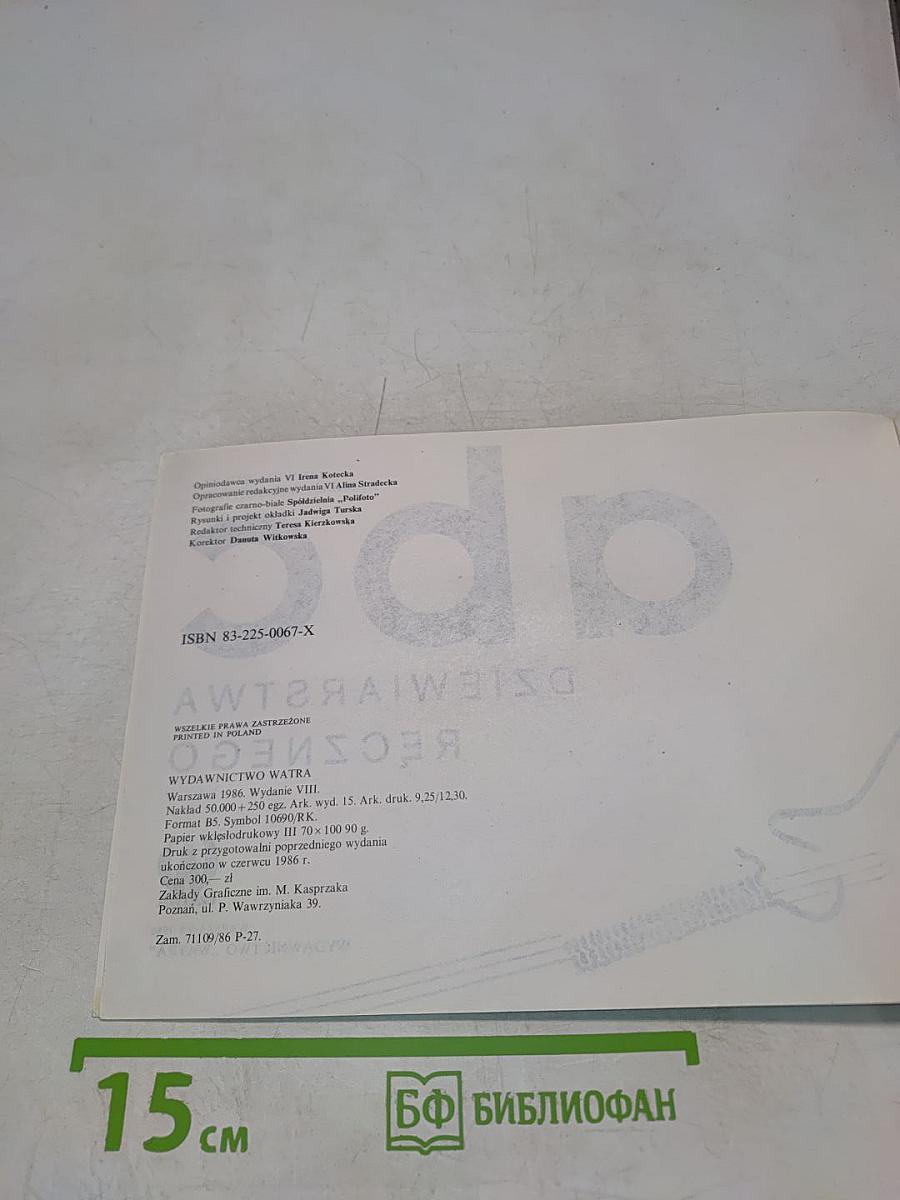 Opiniodawca wydania VI Irena Kotecka
Opracowanie redakcyjne wydania VI Alina Stradecka
Fotografie czarno-białe Spółdzielnia „Polifoto”
Rysunki i projekt okładki Jadwiga Turska
Redaktor techniczny Teresa Kierzkowska
Korektor Danuta Witkowska
abc
ISBN 83-225-0067-X
DZIEWIARSTWA
WSZELKIE PRAWA ZASTRZEŻONE
PRINTED IN POLAND
RĘCZNEGO
WYDAWNICTWO WATRA
Warszawa 1986. Wydanie VIII.
Nakład 50.000+250 egz. Ark. wyd. 15. Ark. druk. 9,25/12,30.
Format B5. Symbol 10690/RK.
Papier wklęsłodrukowy III 70×100 90 g.
Druk z przygotowalni poprzedniego wydania
ukończono w czerwcu 1986 r.
Cena 300,— zł
Zakłady Graficzne im. M. Kasprzaka
Poznań, ul. P. Wawrzyniaka 39.
Zam. 71109/86 P-27.
WYDAWNICTWO „WATRA”
15 см
БФ БИБЛИОФАН